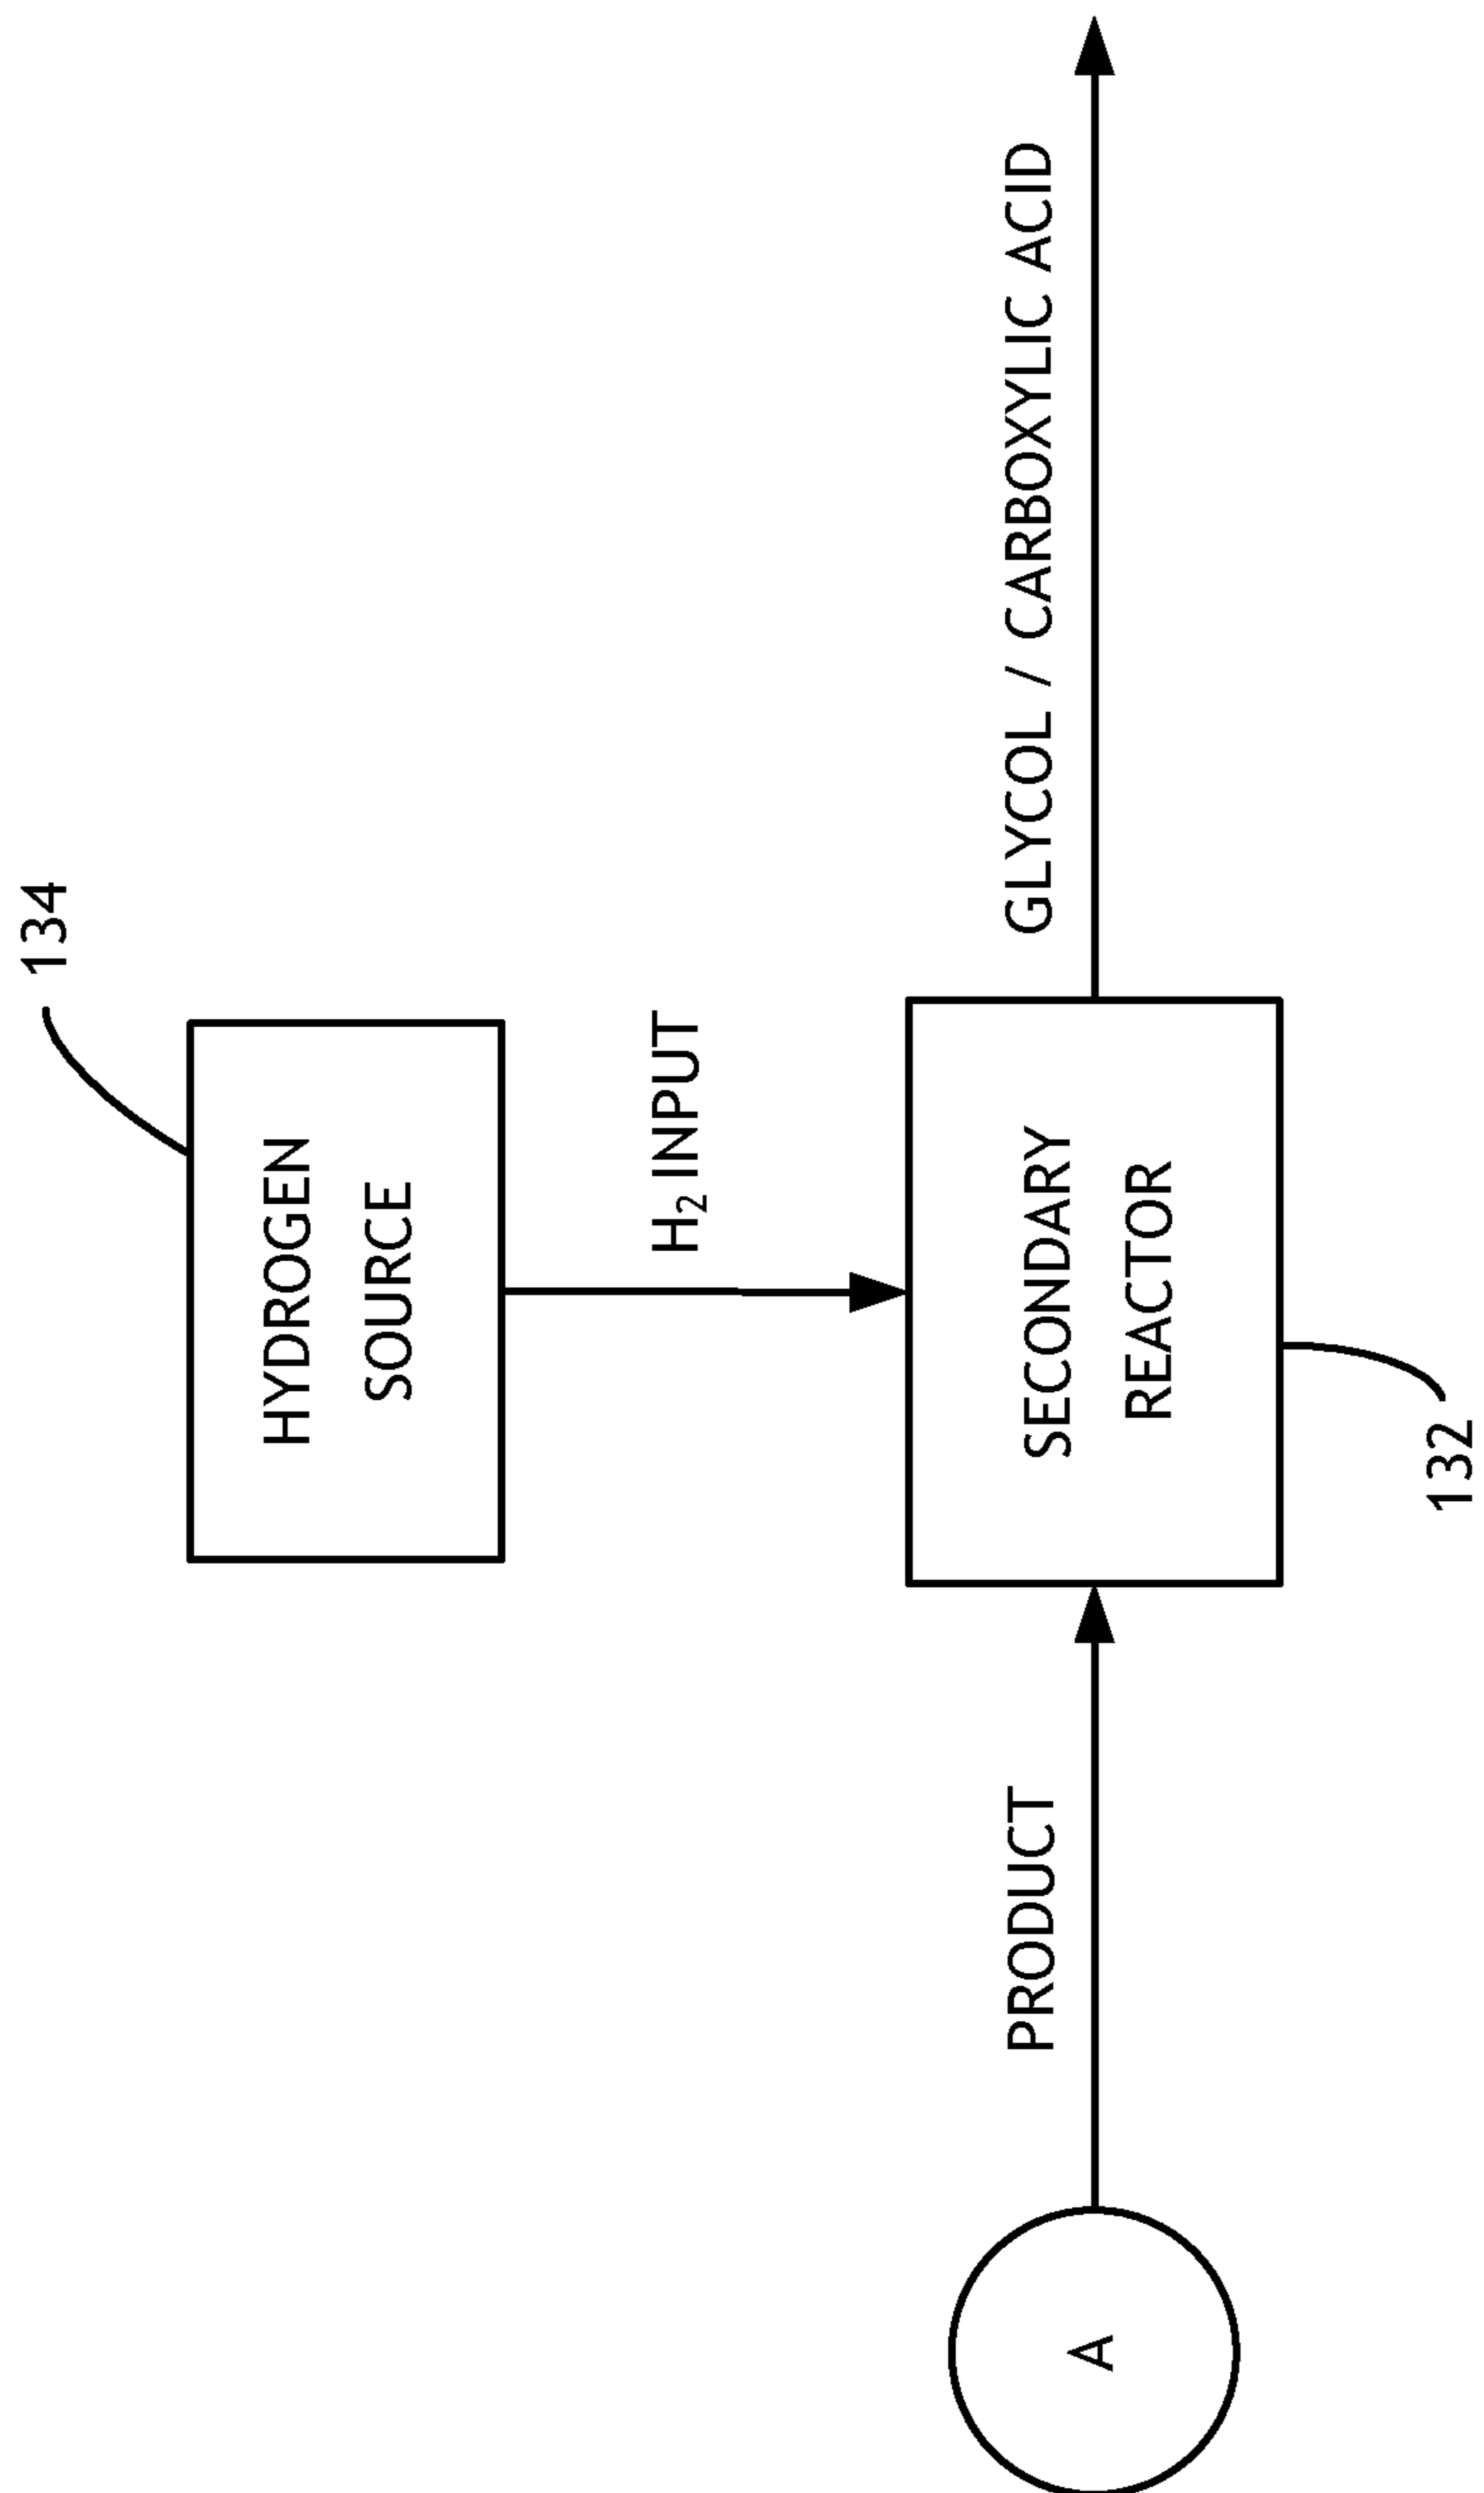 134
HYDROGEN
SOURCE
H₂ INPUT
A
PRODUCT
SECONDARY
REACTOR
GLYCOL / CARBOXYLIC ACID
132